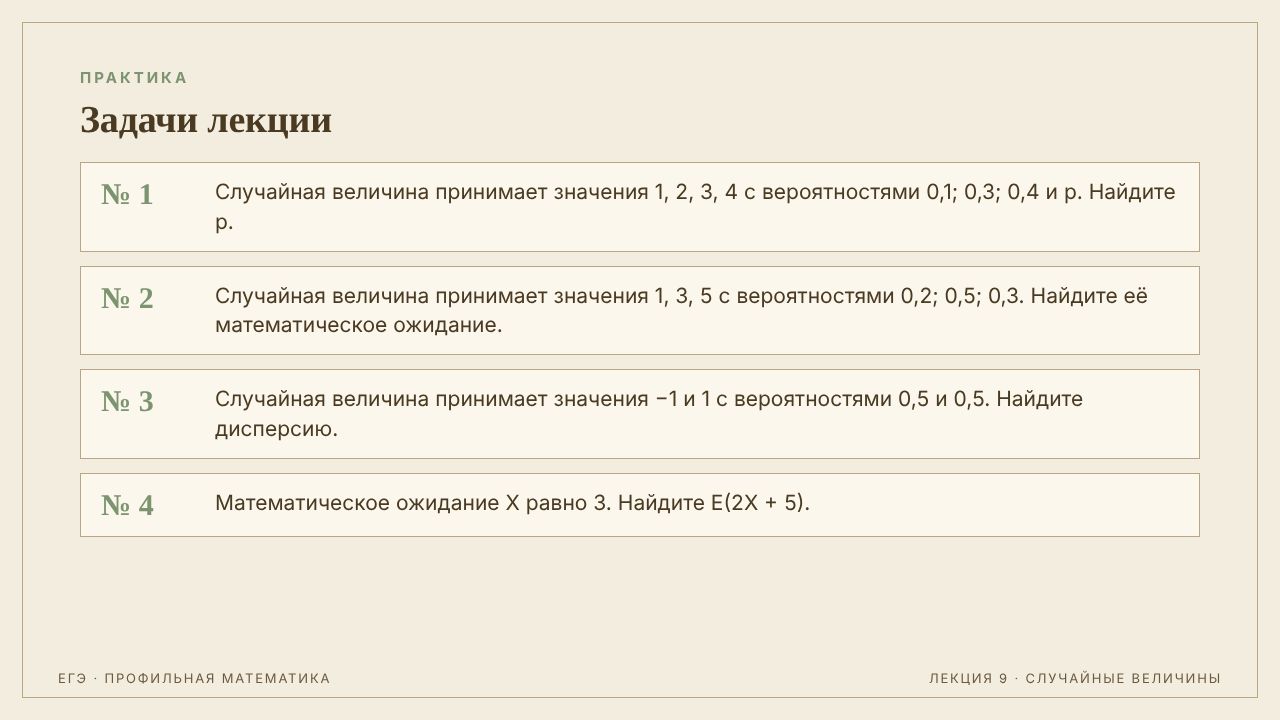 ПРАКТИКА
Задачи лекции
№ 1
Случайная величина принимает значения 1, 2, 3, 4 с вероятностями 0,1; 0,3; 0,4 и p. Найдите
p.
№ 2
Случайная величина принимает значения 1, 3, 5 с вероятностями 0,2; 0,5; 0,3. Найдите её
математическое ожидание.
№ 3
Случайная величина принимает значения −1 и 1 с вероятностями 0,5 и 0,5. Найдите
дисперсию.
№ 4
Математическое ожидание X равно 3. Найдите E(2X + 5).
ЕГЭ · ПРОФИЛЬНАЯ МАТЕМАТИКА
ЛЕКЦИЯ 9 · СЛУЧАЙНЫЕ ВЕЛИЧИНЫ